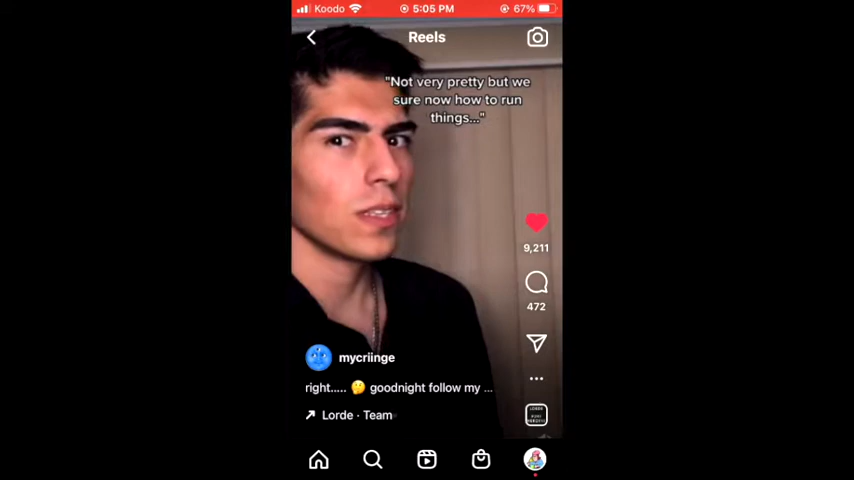 Koodo
5:05 PM
67%
Reels
"Not very pretty but we
sure now how to run
things..."
9,211
472
mycriinge
right..... 🤔 goodnight follow my ...
Lorde · Team